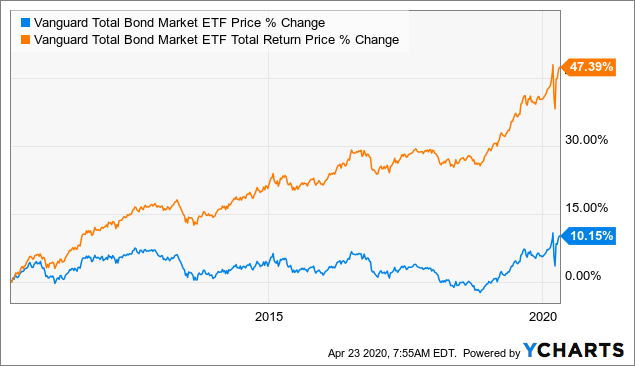 Vanguard Total Bond Market ETF Price % Change
Vanguard Total Bond Market ETF Total Return Price % Change
47.39%
30.00%
15.00%
10.15%
0.00%
2015
2020
Apr 23 2020, 7:55AM EDT. Powered by YCHARTS